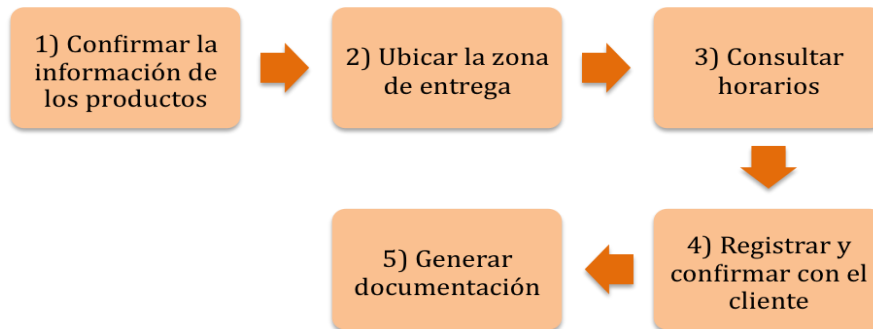 1) Confirmar la
información de
los productos
2) Ubicar la zona
de entrega
3) Consultar
horarios
4) Registrar y
confirmar con el
cliente
5) Generar
documentación